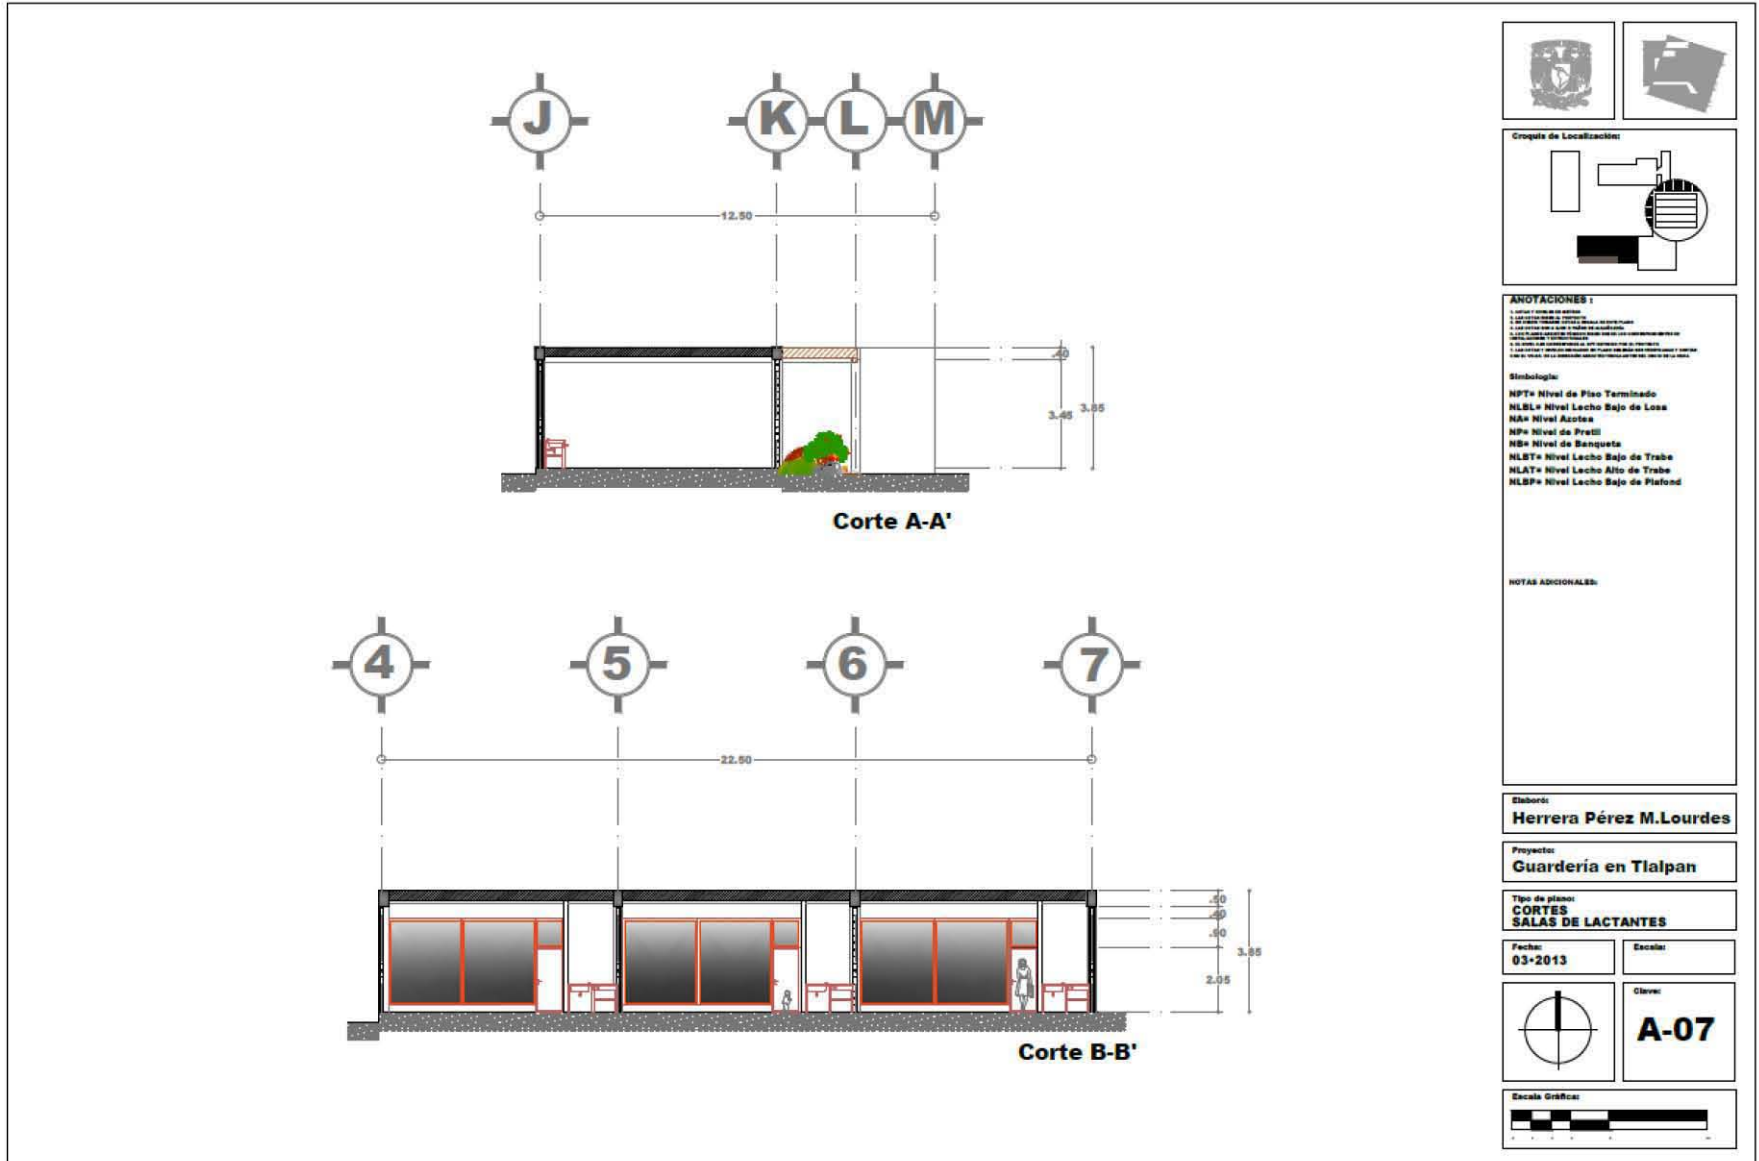 J
K
L
M
12.50
.40
3.45
3.85
Corte A-A'
4
5
6
7
22.50
.50
.40
.90
2.05
3.85
Corte B-B'
Croquis de Localización:
ANOTACIONES :
Simbología:
NPT= Nivel de Piso Terminado
NLBL= Nivel Lecho Bajo de Losa
NA= Nivel Azotea
NP= Nivel de Pretil
NB= Nivel de Banqueta
NLBT= Nivel Lecho Bajo de Trabe
NLAT= Nivel Lecho Alto de Trabe
NLBP= Nivel Lecho Bajo de Plafond
NOTAS ADICIONALES:
Elaboró:
Herrera Pérez M.Lourdes
Proyecto:
Guardería en Tlalpan
Tipo de plano:
CORTES
SALAS DE LACTANTES
Fecha:
03-2013
Escala:
Clave:
A-07
Escala Gráfica: